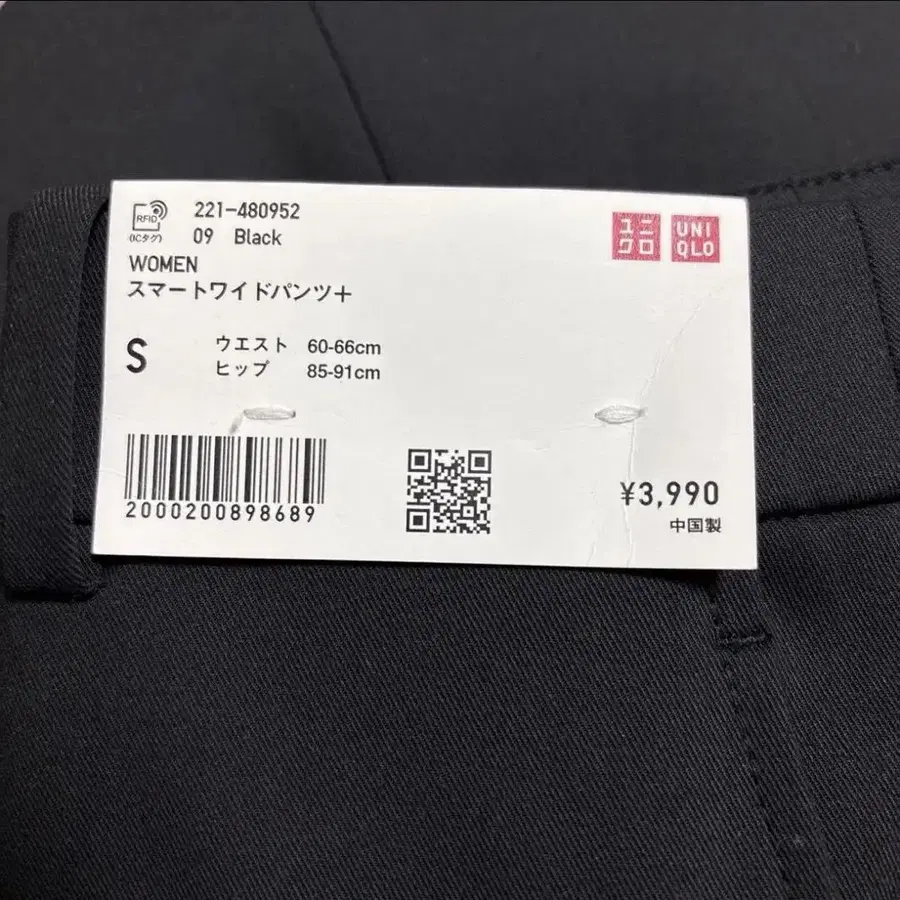 RFID
(ICタグ)
221-480952
09 Black
ユニ
クロ
UNI
QLO
WOMEN
スマートワイドパンツ+
S
ウエスト 60-66cm
ヒップ 85-91cm
2000200898689
¥3,990
中国製